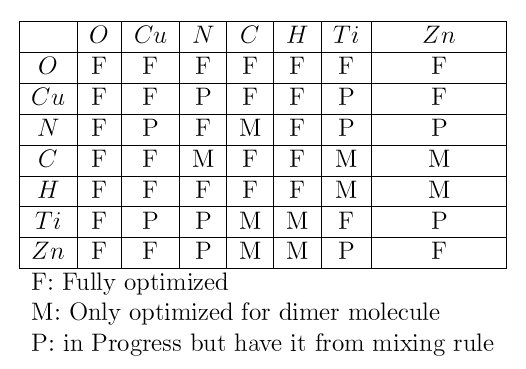 O Cu N C H Ti Zn
O F F F F F F F
Cu F F P F F P F
N F P F M F P P
C F F M F F M M
H F F F F F M M
Ti F P P M M F P
Zn F F P M M P F
F: Fully optimized
M: Only optimized for dimer molecule
P: in Progress but have it from mixing rule